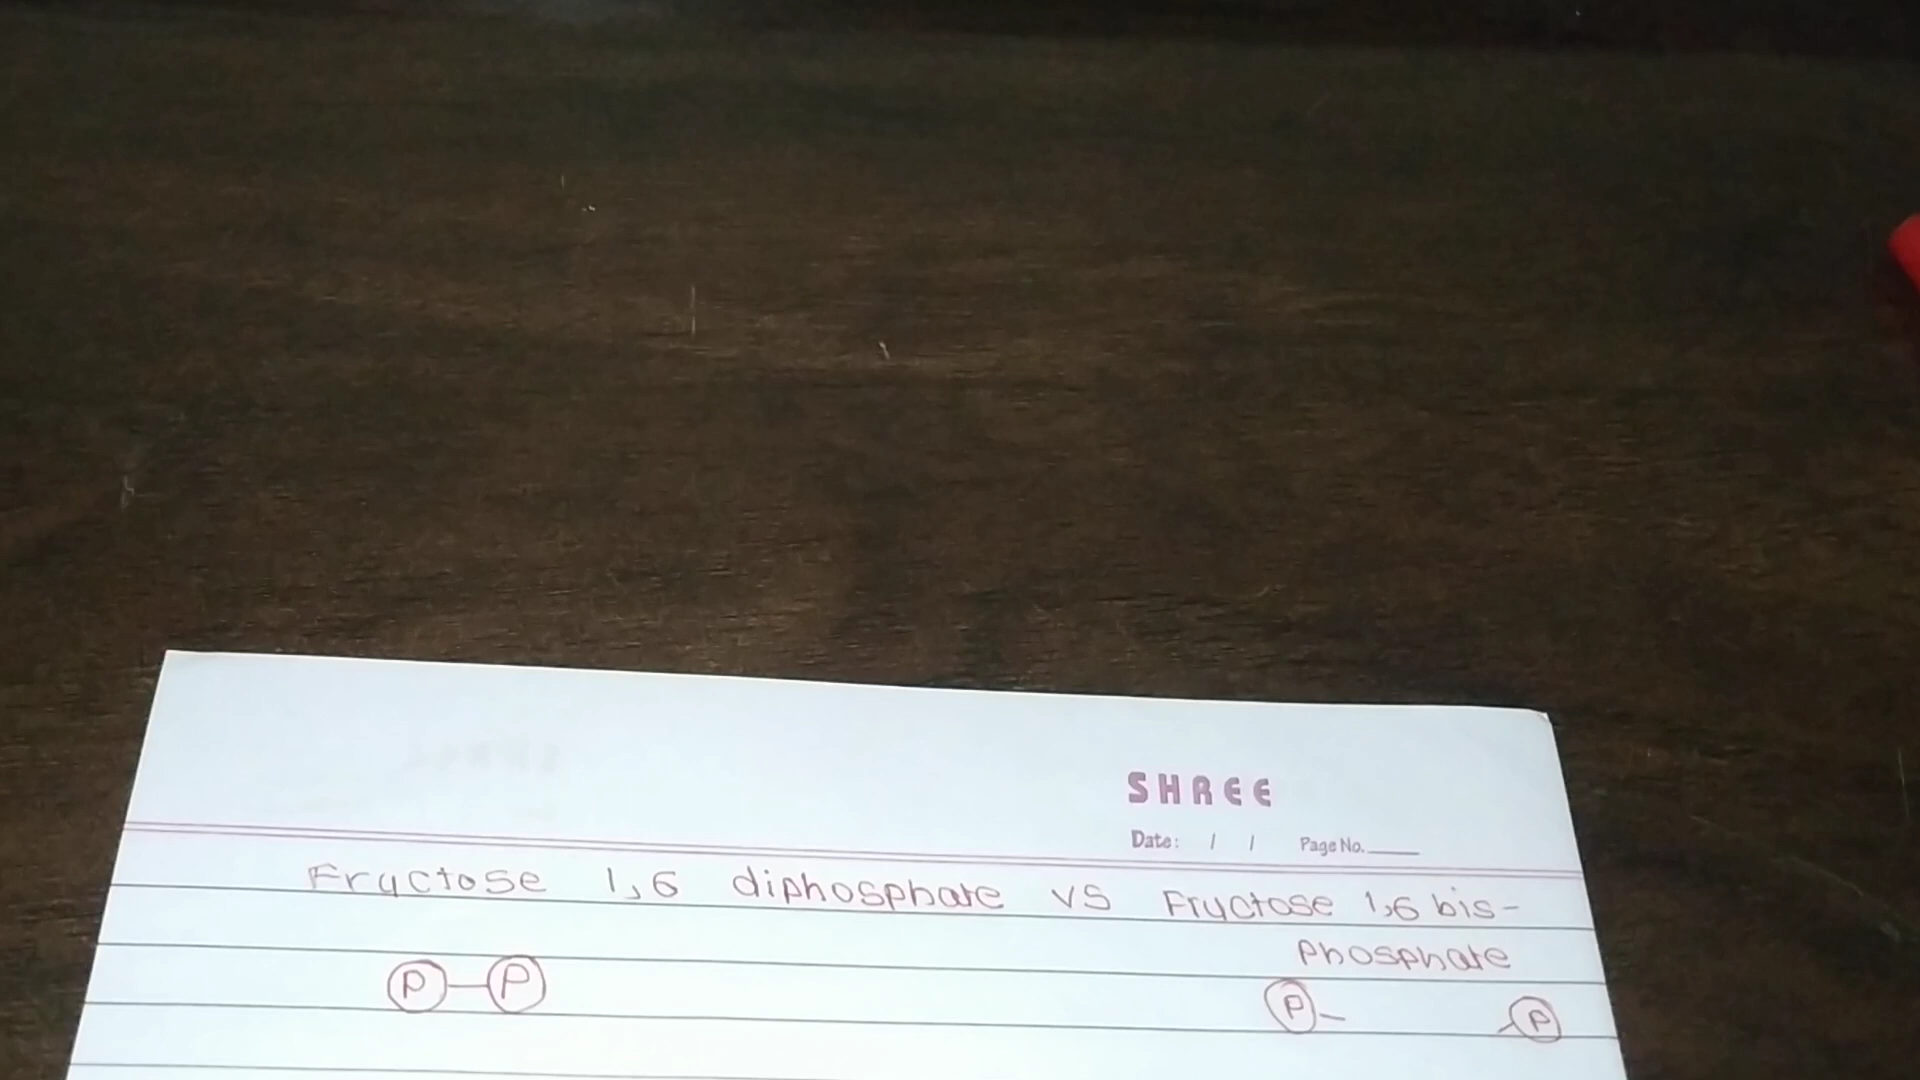 SHREE
Date: / / Page No.
Fructose 1,6 diphosphate vs Fructose 1,6 bis-
phosphate
P-P
P- -P